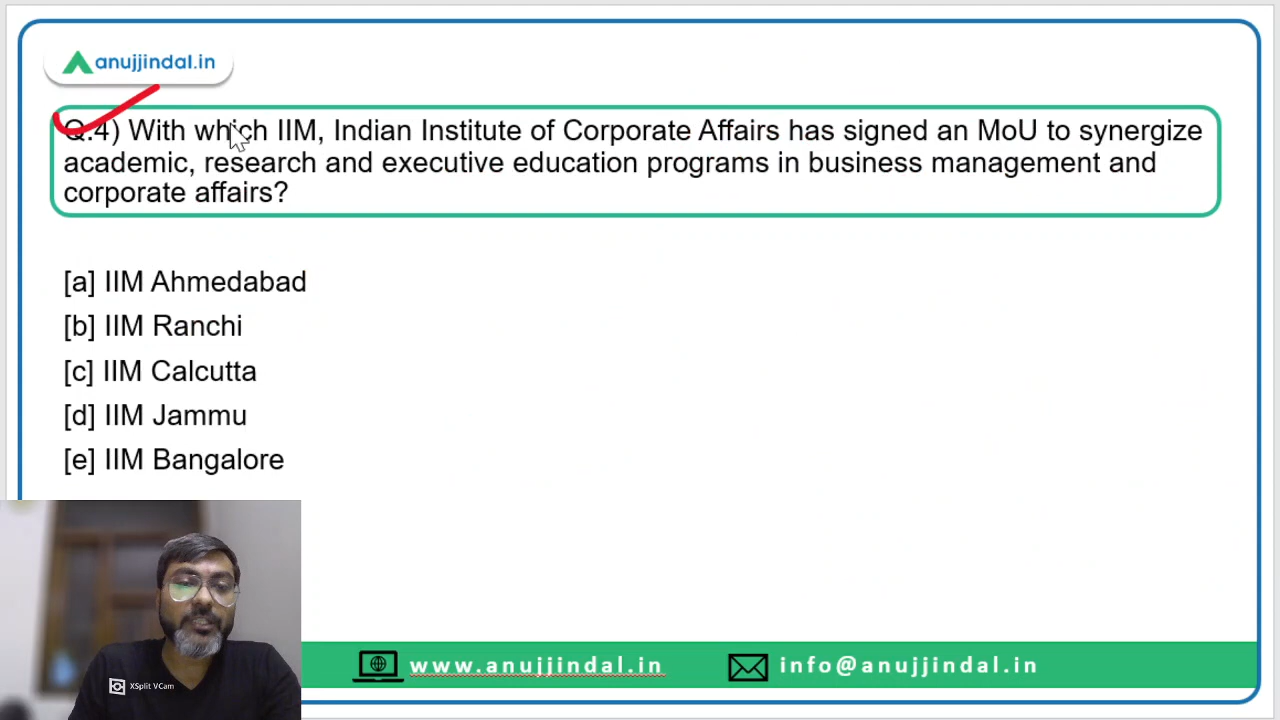 anujjindal.in
Q.4) With which IIM, Indian Institute of Corporate Affairs has signed an MoU to synergize
academic, research and executive education programs in business management and
corporate affairs?
[a] IIM Ahmedabad
[b] IIM Ranchi
[c] IIM Calcutta
[d] IIM Jammu
[e] IIM Bangalore
XSplit VCam
www.anujjindal.in
info@anujjindal.in